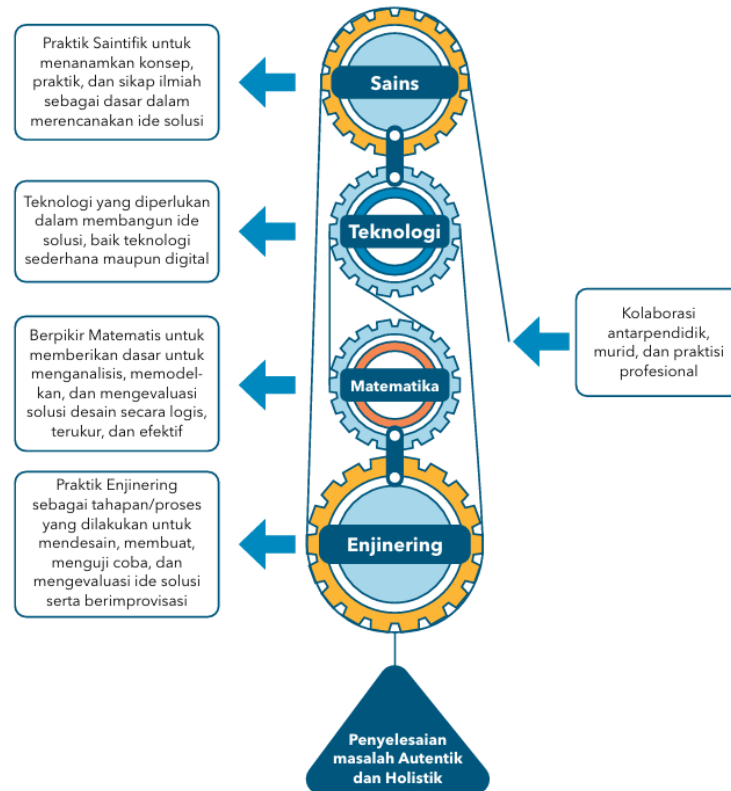 Praktik Saintifik untuk
menanamkan konsep,
praktik, dan sikap ilmiah
sebagai dasar dalam
merencanakan ide solusi
Sains
Teknologi yang diperlukan
dalam membangun ide
solusi, baik teknologi
sederhana maupun digital
Teknologi
Kolaborasi
antarpendidik,
murid, dan praktisi
profesional
Berpikir Matematis untuk
memberikan dasar untuk
menganalisis, memodel-
kan, dan mengevaluasi
solusi desain secara logis,
terukur, dan efektif
Matematika
Praktik Enjinering
sebagai tahapan/proses
yang dilakukan untuk
mendesain, membuat,
menguji coba, dan
mengevaluasi ide solusi
serta berimprovisasi
Enjinering
Penyelesaian
masalah Autentik
dan Holistik